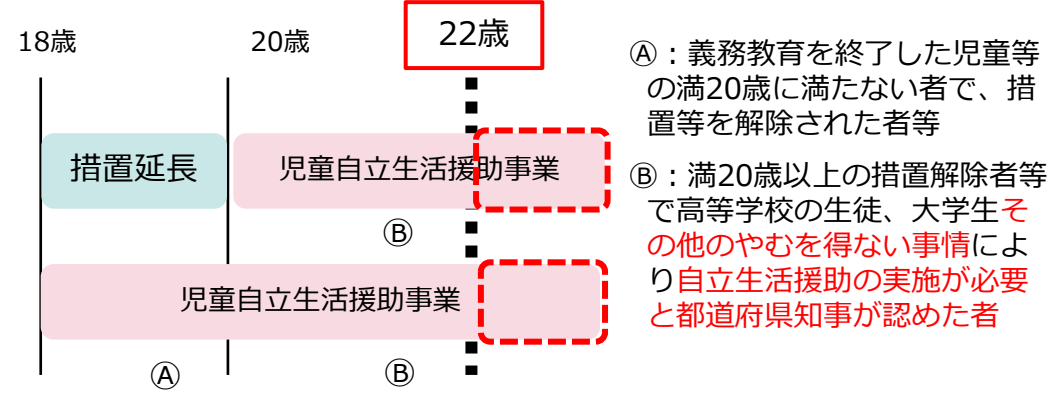 18歳
20歳
22歳
措置延長
児童自立生活援助事業
Ⓑ
児童自立生活援助事業
Ⓐ
Ⓑ
Ⓐ：義務教育を終了した児童等
の満20歳に満たない者で、措
置等を解除された者等
Ⓑ：満20歳以上の措置解除者等
で高等学校の生徒、大学生そ
の他のやむを得ない事情によ
り自立生活援助の実施が必要
と都道府県知事が認めた者